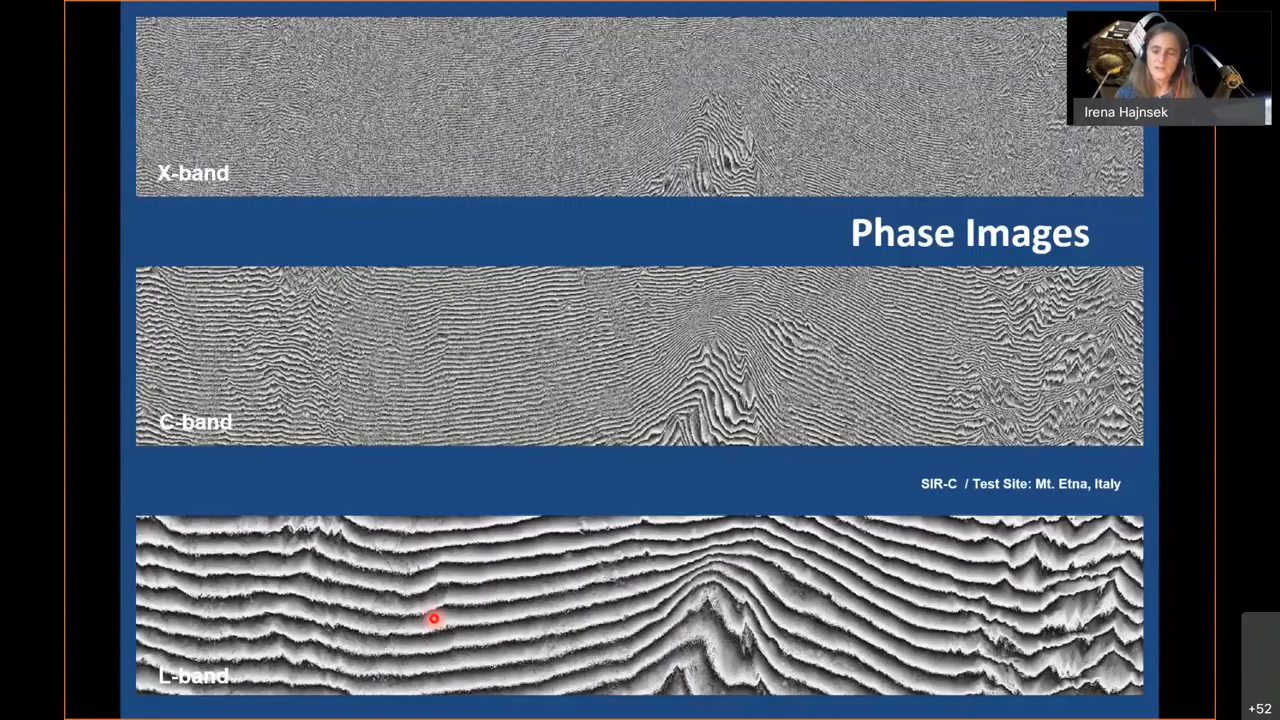 Irena Hajnsek
X-band
Phase Images
C-band
SIR-C / Test Site: Mt. Etna, Italy
L-band
+52